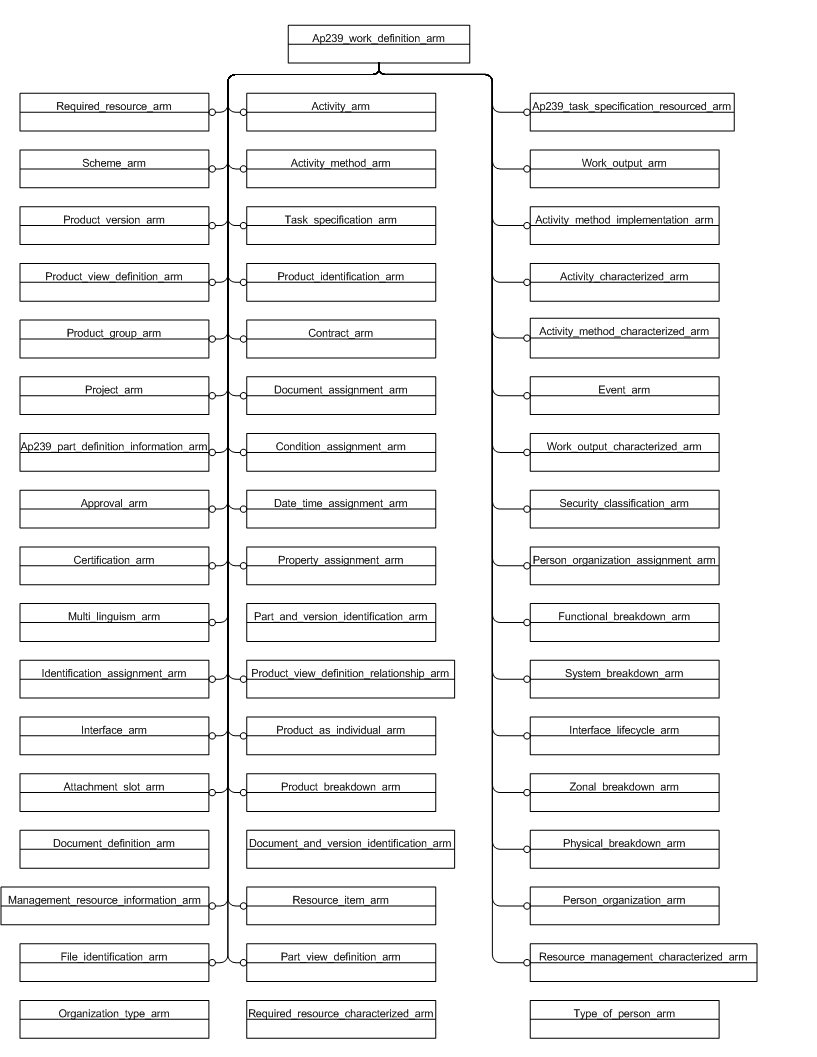 Ap239_work_definition_arm
Required_resource_arm
Activity_arm
Ap239_task_specification_resourced_arm
Scheme_arm
Activity_method_arm
Work_output_arm
Product_version_arm
Task_specification_arm
Activity_method_implementation_arm
Product_view_definition_arm
Product_identification_arm
Activity_characterized_arm
Product_group_arm
Contract_arm
Activity_method_characterized_arm
Project_arm
Document_assignment_arm
Event_arm
Ap239_part_definition_information_arm
Condition_assignment_arm
Work_output_characterized_arm
Approval_arm
Date_time_assignment_arm
Security_classification_arm
Certification_arm
Property_assignment_arm
Person_organization_assignment_arm
Multi_linguism_arm
Part_and_version_identification_arm
Functional_breakdown_arm
Identification_assignment_arm
Product_view_definition_relationship_arm
System_breakdown_arm
Interface_arm
Product_as_individual_arm
Interface_lifecycle_arm
Attachment_slot_arm
Product_breakdown_arm
Zonal_breakdown_arm
Document_definition_arm
Document_and_version_identification_arm
Physical_breakdown_arm
Management_resource_information_arm
Resource_item_arm
Person_organization_arm
File_identification_arm
Part_view_definition_arm
Resource_management_characterized_arm
Organization_type_arm
Required_resource_characterized_arm
Type_of_person_arm